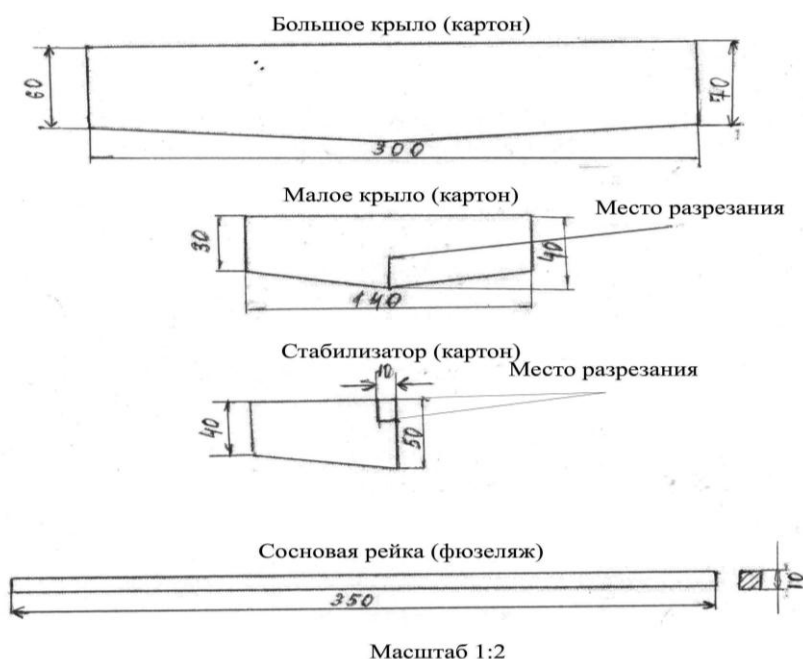 Большое крыло (картон)
60
70
300
Малое крыло (картон)
Место разрезания
30
40
140
Стабилизатор (картон)
10
Место разрезания
40
50
Сосновая рейка (фюзеляж)
350
10
Масштаб 1:2